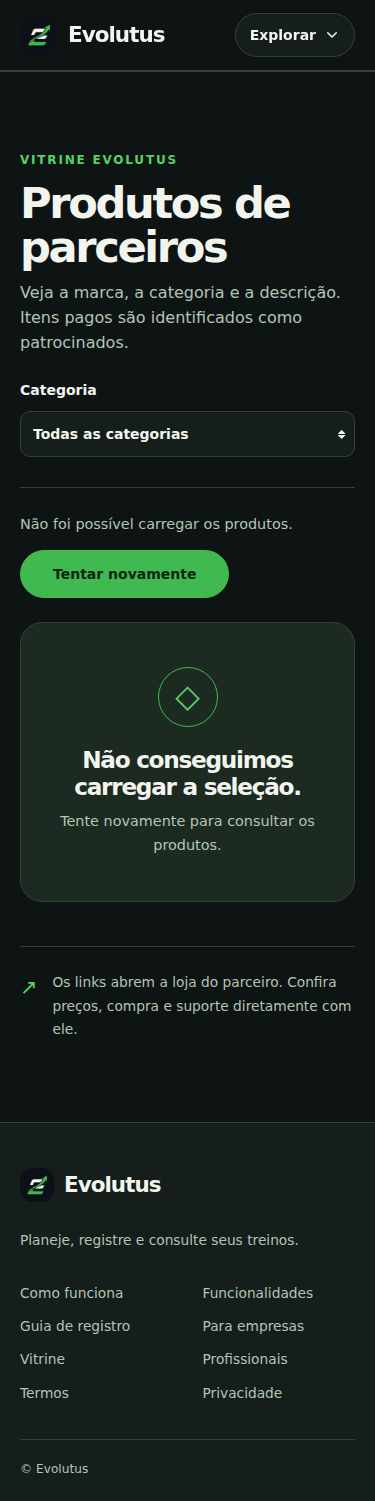 Evolutus
Explorar
VITRINE EVOLUTUS
Produtos de
parceiros
Veja a marca, a categoria e a descrição.
Itens pagos são identificados como
patrocinados.
Categoria
Todas as categorias
Não foi possível carregar os produtos.
Tentar novamente
Não conseguimos
carregar a seleção.
Tente novamente para consultar os
produtos.
Os links abrem a loja do parceiro. Confira
preços, compra e suporte diretamente com
ele.
Evolutus
Planeje, registre e consulte seus treinos.
Como funciona
Funcionalidades
Guia de registro
Para empresas
Vitrine
Profissionais
Termos
Privacidade
© Evolutus